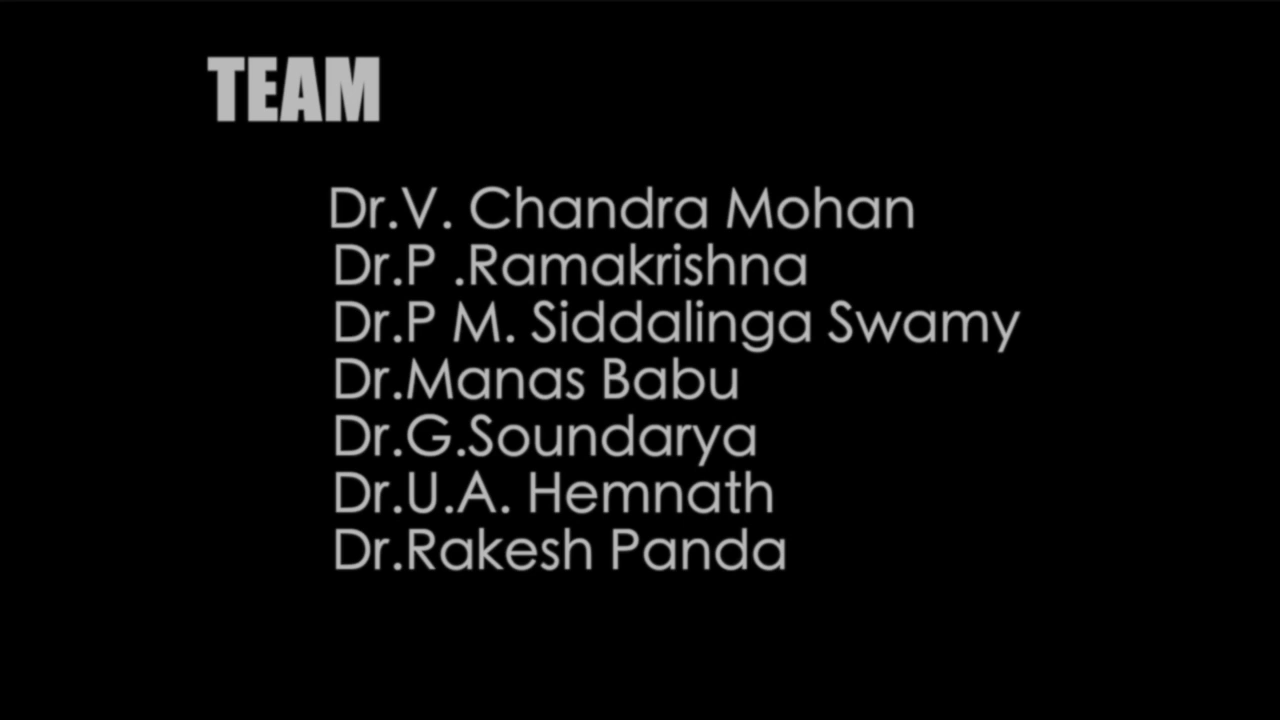 TEAM
Dr.V. Chandra Mohan
Dr.P .Ramakrishna
Dr.P M. Siddalinga Swamy
Dr.Manas Babu
Dr.G.Soundarya
Dr.U.A. Hemnath
Dr.Rakesh Panda